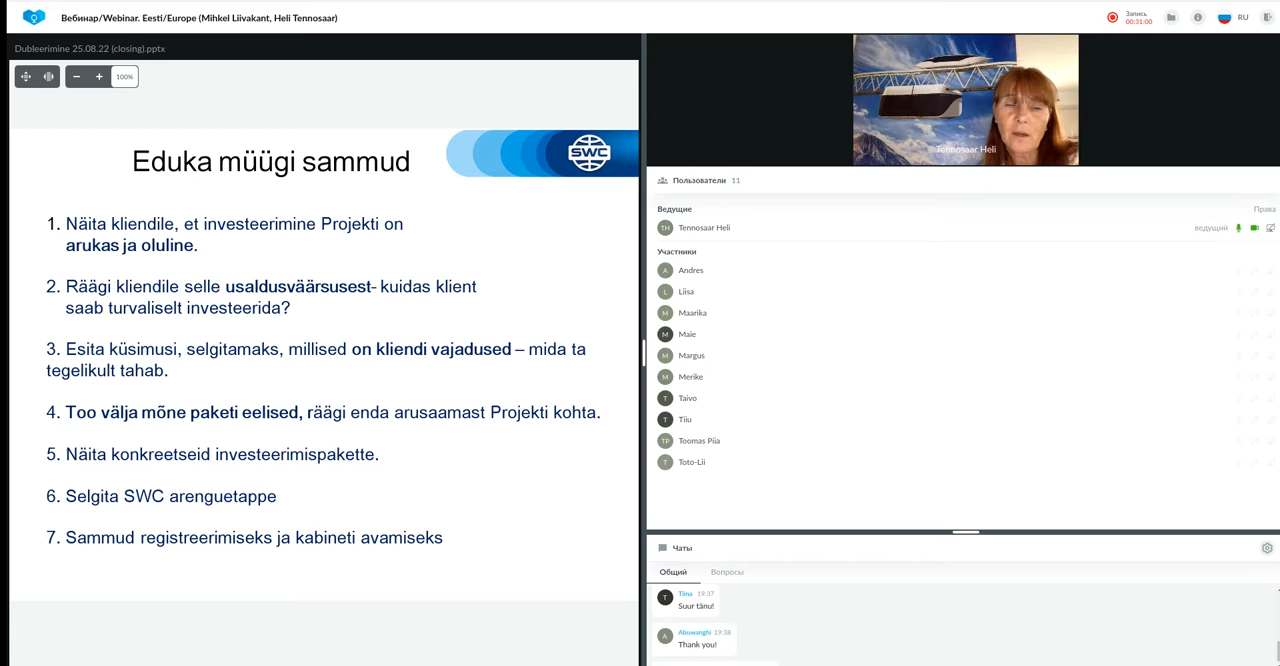 Вебинар/Webinar. Eesti/Europe (Mihkel Liivakant, Heli Tennosaar)
Запись
00:31:00
RU
Dubleerimine 25.08.22 (closing).pptx
100%
Eduka müügi sammud
SWC
1. Näita kliendile, et investeerimine Projekti on
arukas ja oluline.
2. Räägi kliendile selle usaldusväärsusest- kuidas klient
saab turvaliselt investeerida?
3. Esita küsimusi, selgitamaks, millised on kliendi vajadused – mida ta
tegelikult tahab.
4. Too välja mõne paketi eelised, räägi enda arusaamast Projekti kohta.
5. Näita konkreetseid investeerimispakette.
6. Selgita SWC arenguetappe
7. Sammud registreerimiseks ja kabineti avamiseks
Tennosaar Heli
Пользователи 11
Ведущие Права
TH Tennosaar Heli ведущий
Участники
A Andres
L Liisa
M Maarika
M Maie
M Margus
M Merike
T Taivo
T Tiiu
TP Toomas Piia
T Toto-Lii
Чаты
Общий Вопросы
T Tiina 19:37
Suur tänu!
A Abuwanghi 19:38
Thank you!